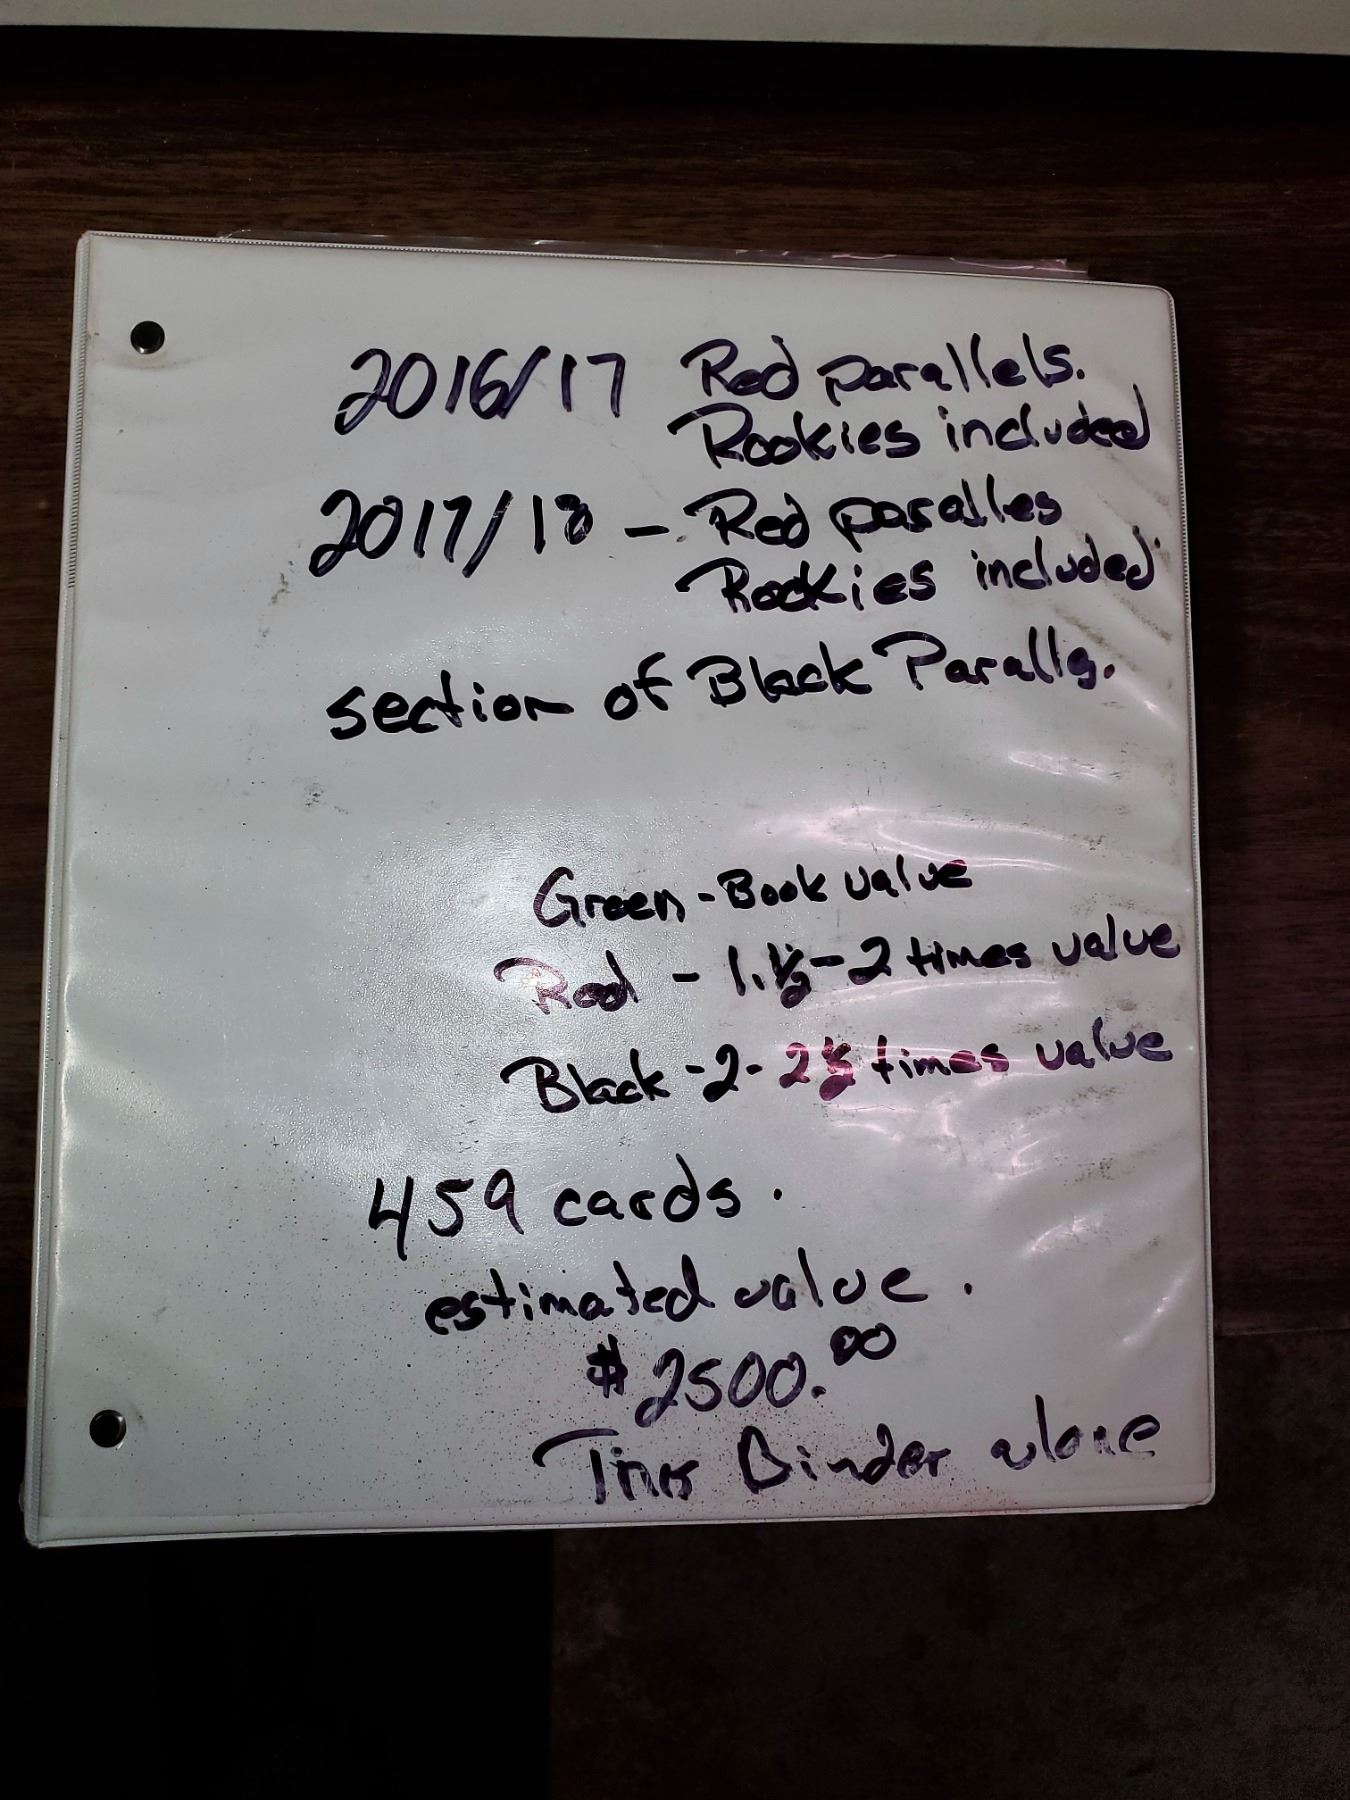 2016/17 Red parallels.
Rookies included
2017/18 - Red paralles
Rookies included
section of Black Paralls.
Green - Book value
Red - 1.½ - 2 times value
Black - 2 - 2½ times value
459 cards.
estimated value.
$2500.00
This Binder alone